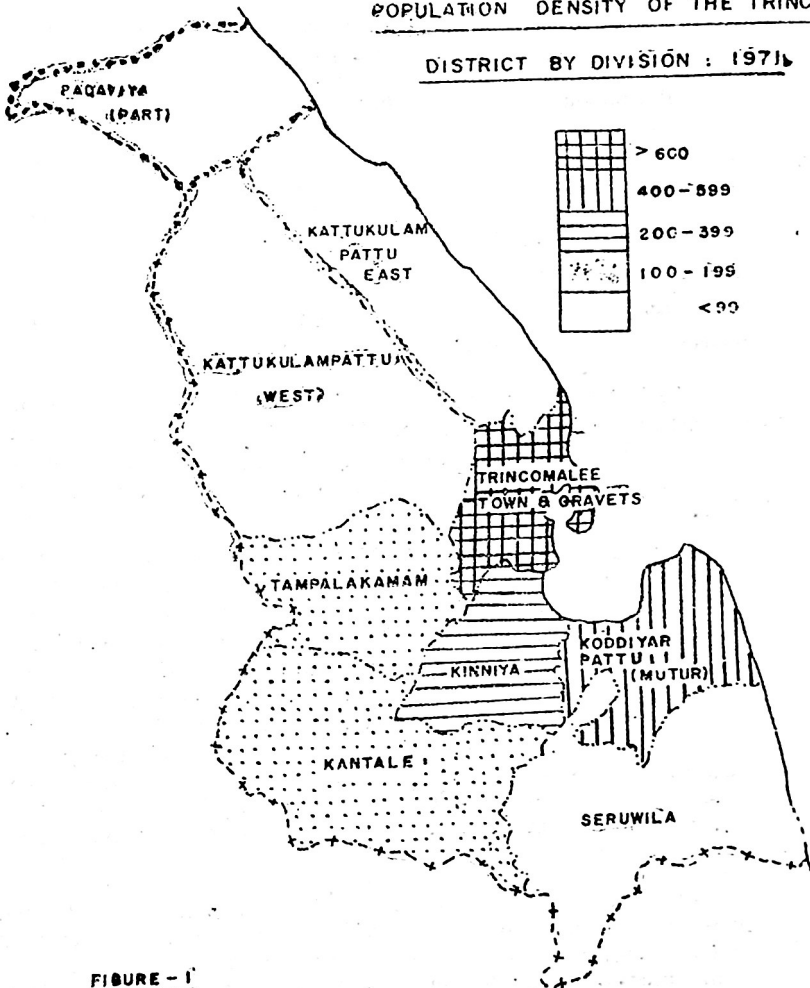 POPULATION DENSITY OF THE TRINC
DISTRICT BY DIVISION : 1971
> 600
400-599
200-399
100-199
<99
PADAVIYA
(PART)
KATTUKULAM
PATTU
EAST
KATTUKULAMPATTU
(WEST)
TRINCOMALEE
TOWN & GRAVETS
TAMPALAKAMAM
KODDIYAR
PATTU
(MUTUR)
KINNIYA
KANTALE
SERUWILA
FIGURE - 1